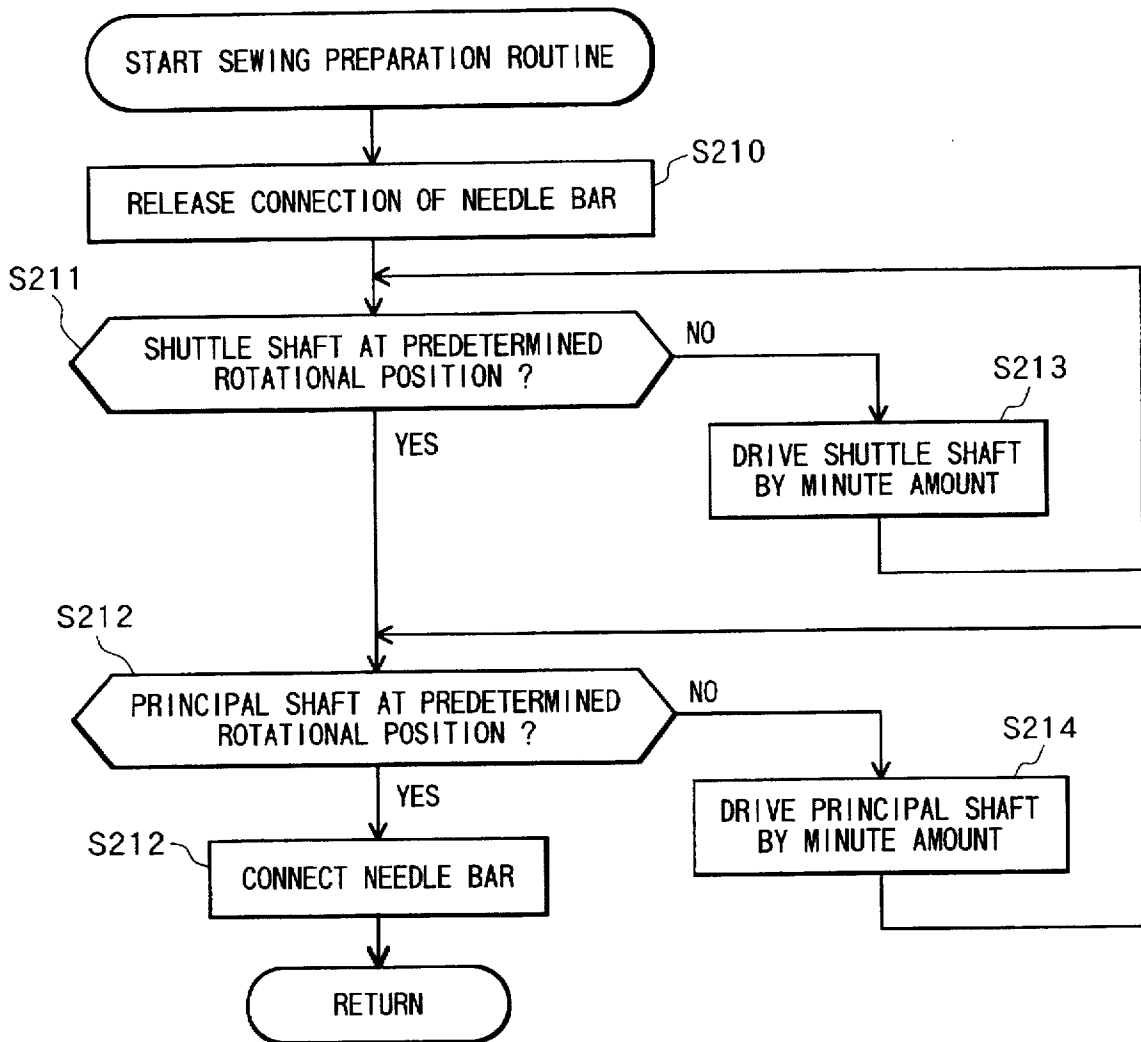 START SEWING PREPARATION ROUTINE
S210
RELEASE CONNECTION OF NEEDLE BAR
S211
SHUTTLE SHAFT AT PREDETERMINED
ROTATIONAL POSITION ?
NO
YES
S213
DRIVE SHUTTLE SHAFT
BY MINUTE AMOUNT
S212
PRINCIPAL SHAFT AT PREDETERMINED
ROTATIONAL POSITION ?
NO
YES
S214
DRIVE PRINCIPAL SHAFT
BY MINUTE AMOUNT
S212
CONNECT NEEDLE BAR
RETURN